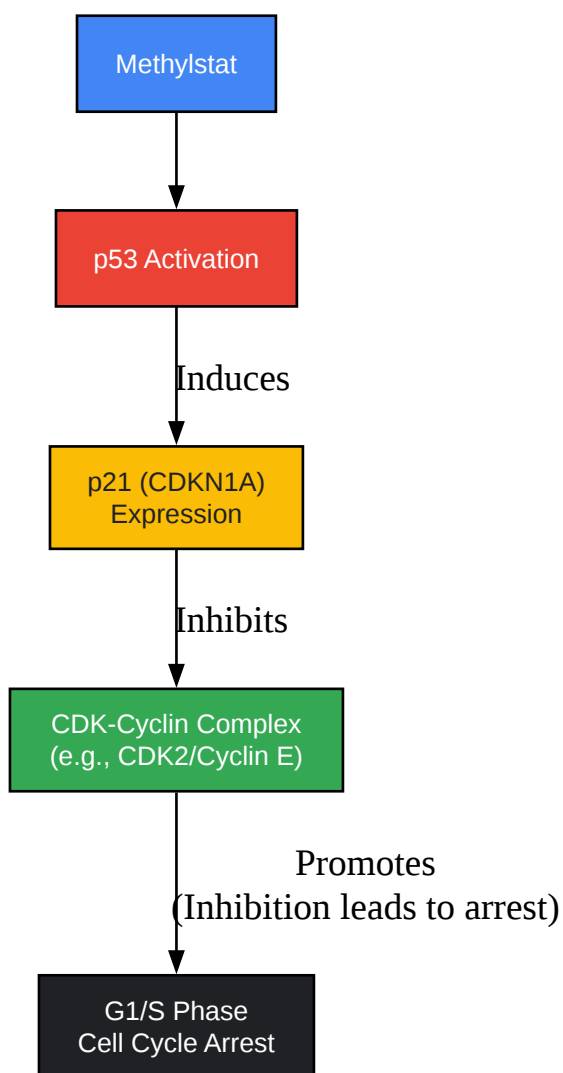 Methylstat
p53 Activation
Induces
p21 (CDKN1A)
Expression
Inhibits
CDK-Cyclin Complex
(e.g., CDK2/Cyclin E)
Promotes
(Inhibition leads to arrest)
G1/S Phase
Cell Cycle Arrest